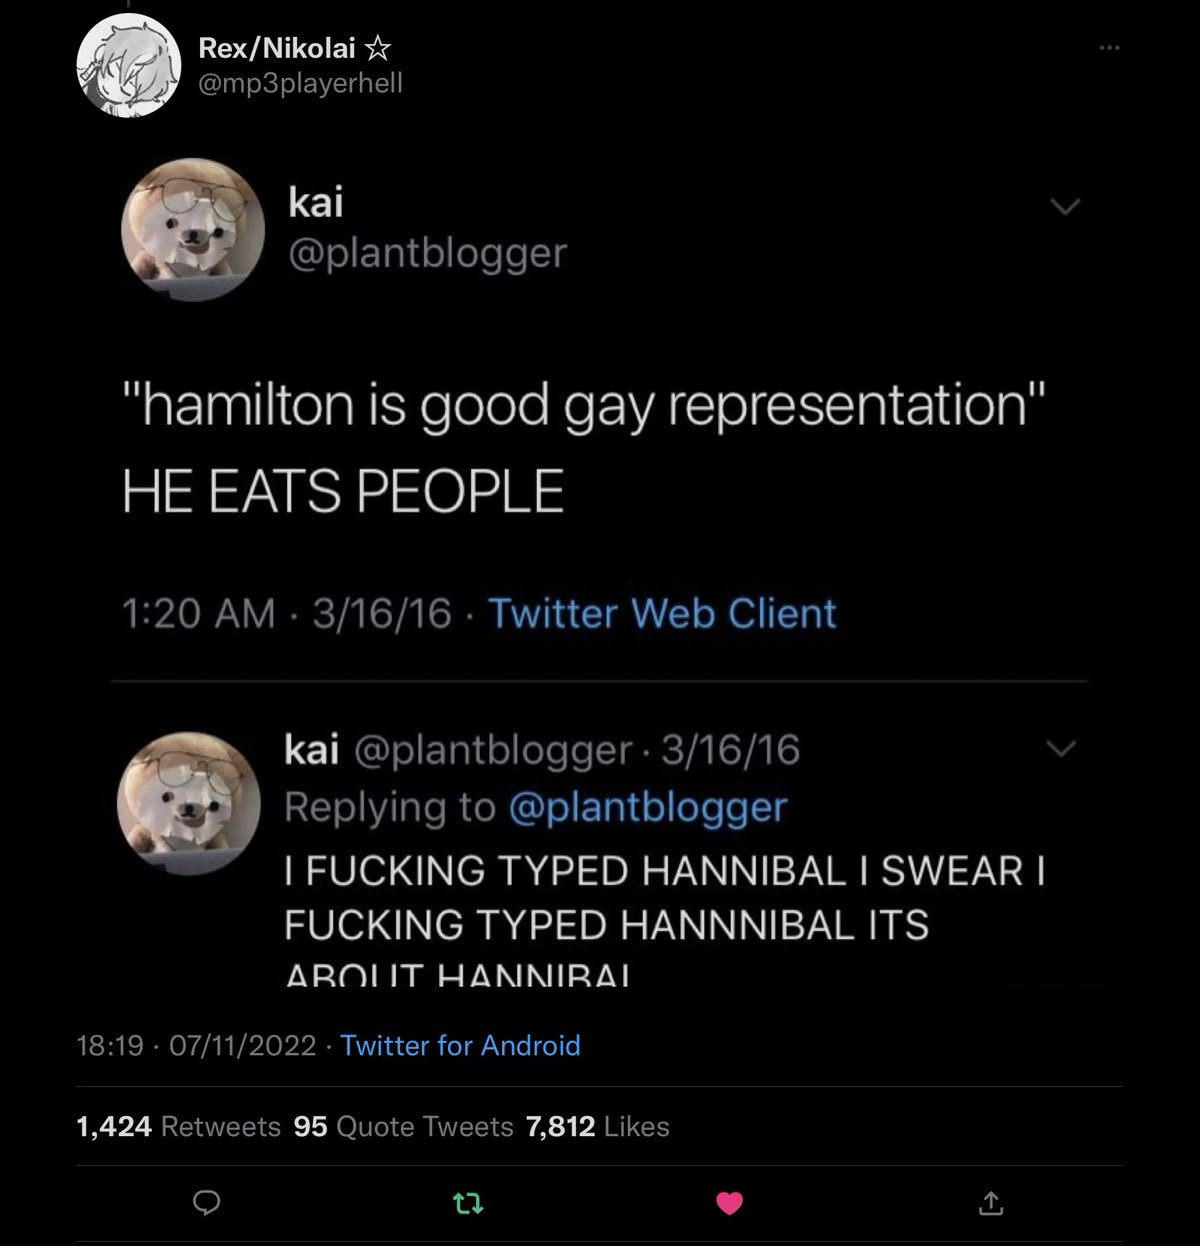 Rex/Nikolai ☆
@mp3playerhell
kai
@plantblogger
"hamilton is good gay representation"
HE EATS PEOPLE
1:20 AM · 3/16/16 · Twitter Web Client
kai @plantblogger · 3/16/16
Replying to @plantblogger
I FUCKING TYPED HANNIBAL I SWEAR I
FUCKING TYPED HANNNIBAL ITS
ABOUT HANNIBAL
18:19 · 07/11/2022 · Twitter for Android
1,424 Retweets 95 Quote Tweets 7,812 Likes